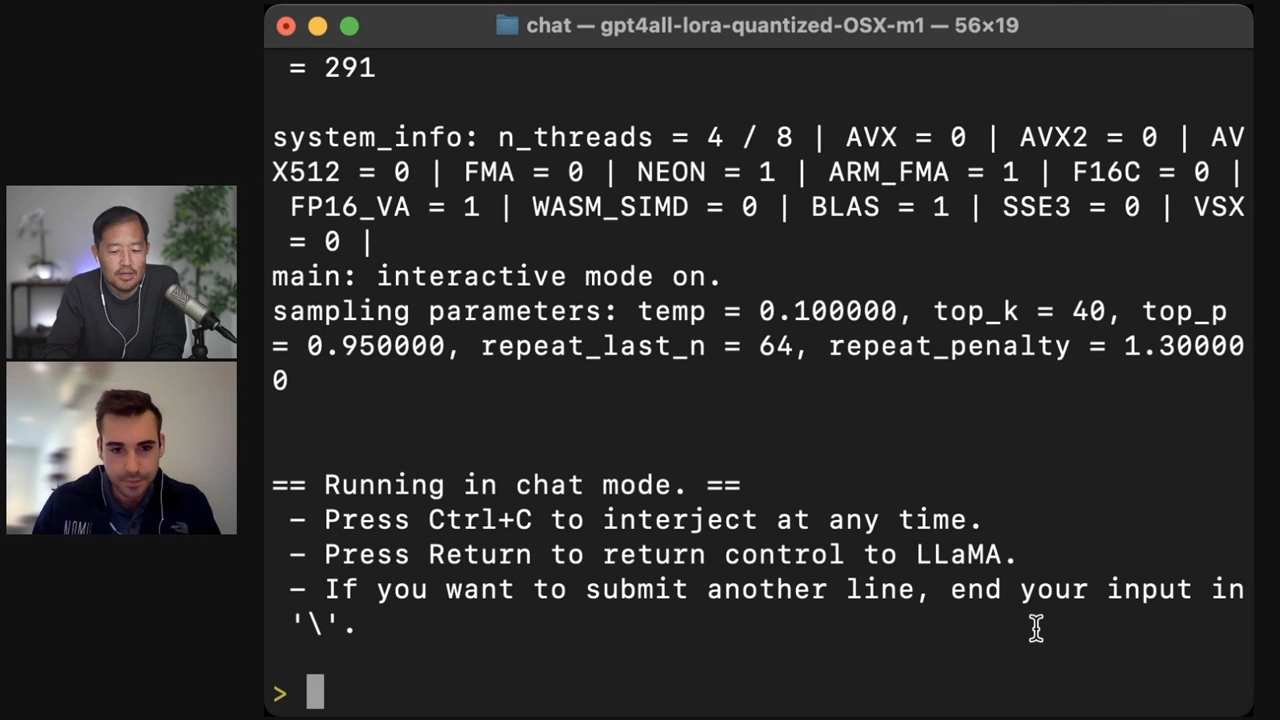 chat — gpt4all-lora-quantized-OSX-m1 — 56×19
= 291
system_info: n_threads = 4 / 8 | AVX = 0 | AVX2 = 0 | AV
X512 = 0 | FMA = 0 | NEON = 1 | ARM_FMA = 1 | F16C = 0 |
FP16_VA = 1 | WASM_SIMD = 0 | BLAS = 1 | SSE3 = 0 | VSX
= 0 |
main: interactive mode on.
sampling parameters: temp = 0.100000, top_k = 40, top_p
= 0.950000, repeat_last_n = 64, repeat_penalty = 1.30000
0
== Running in chat mode. ==
– Press Ctrl+C to interject at any time.
– Press Return to return control to LLaMA.
– If you want to submit another line, end your input in
'\'.
>
NOMI